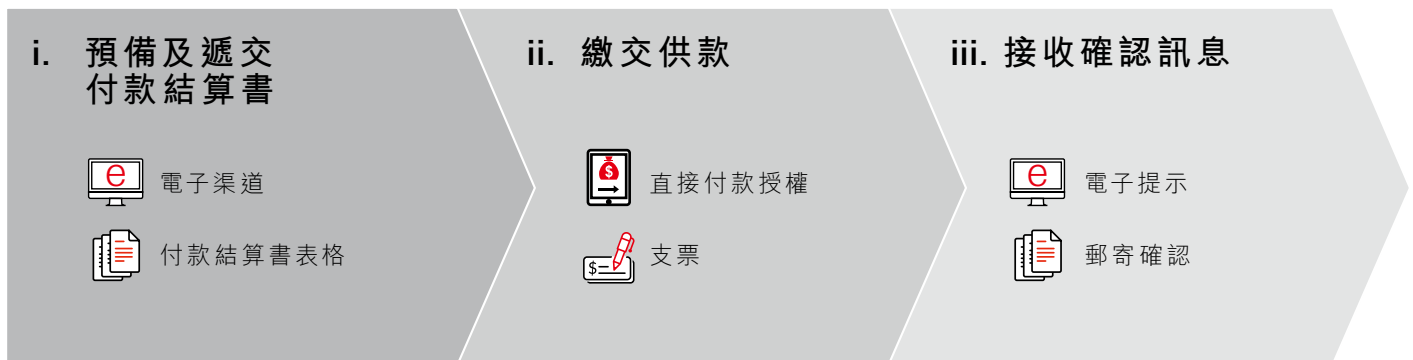 i. 預備及遞交
付款結算書
e 電子渠道
付款結算書表格
ii. 繳交供款
$ 直接付款授權
$ 支票
iii. 接收確認訊息
e 電子提示
郵寄確認